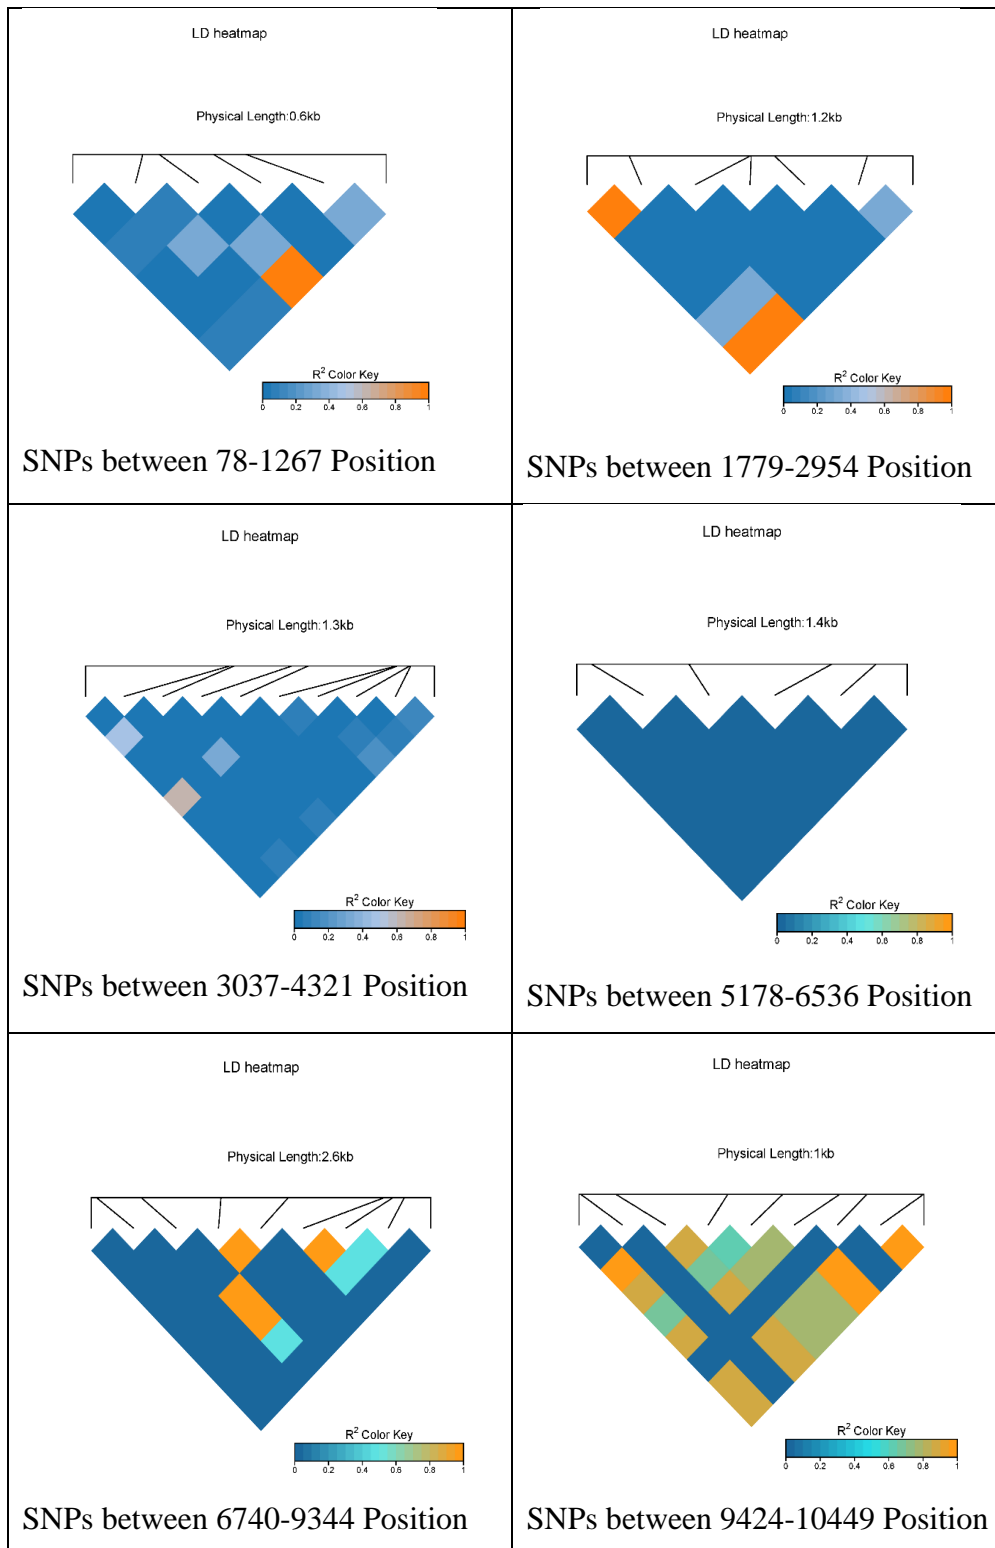 LD heatmap
Physical Length:0.6kb
R² Color Key
0 0.2 0.4 0.6 0.8 1
SNPs between 78-1267 Position
LD heatmap
Physical Length:1.2kb
R² Color Key
0 0.2 0.4 0.6 0.8 1
SNPs between 1779-2954 Position
LD heatmap
Physical Length:1.3kb
R² Color Key
0 0.2 0.4 0.6 0.8 1
SNPs between 3037-4321 Position
LD heatmap
Physical Length:1.4kb
R² Color Key
0 0.2 0.4 0.6 0.8 1
SNPs between 5178-6536 Position
LD heatmap
Physical Length:2.6kb
R² Color Key
0 0.2 0.4 0.6 0.8 1
SNPs between 6740-9344 Position
LD heatmap
Physical Length:1kb
R² Color Key
0 0.2 0.4 0.6 0.8 1
SNPs between 9424-10449 Position